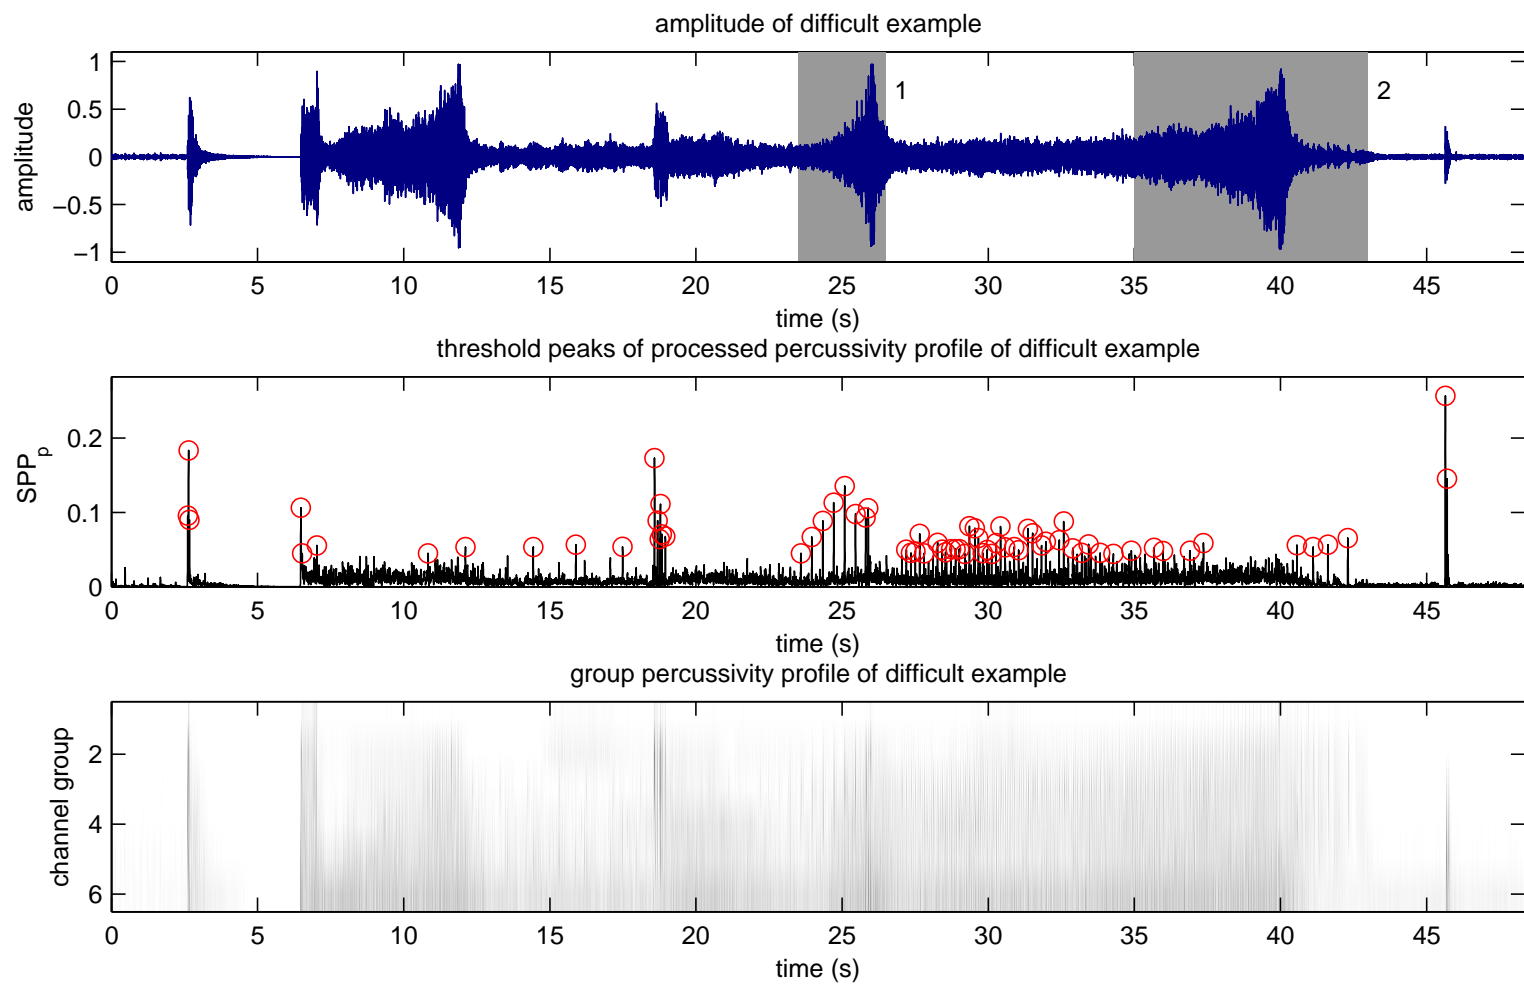 amplitude of difficult example
1
0.5
0
−0.5
−1
amplitude
1
2
0 5 10 15 20 25 30 35 40 45
time (s)
threshold peaks of processed percussivity profile of difficult example
0.2
0.1
0
SPPp
0 5 10 15 20 25 30 35 40 45
time (s)
group percussivity profile of difficult example
2
4
6
channel group
0 5 10 15 20 25 30 35 40 45
time (s)